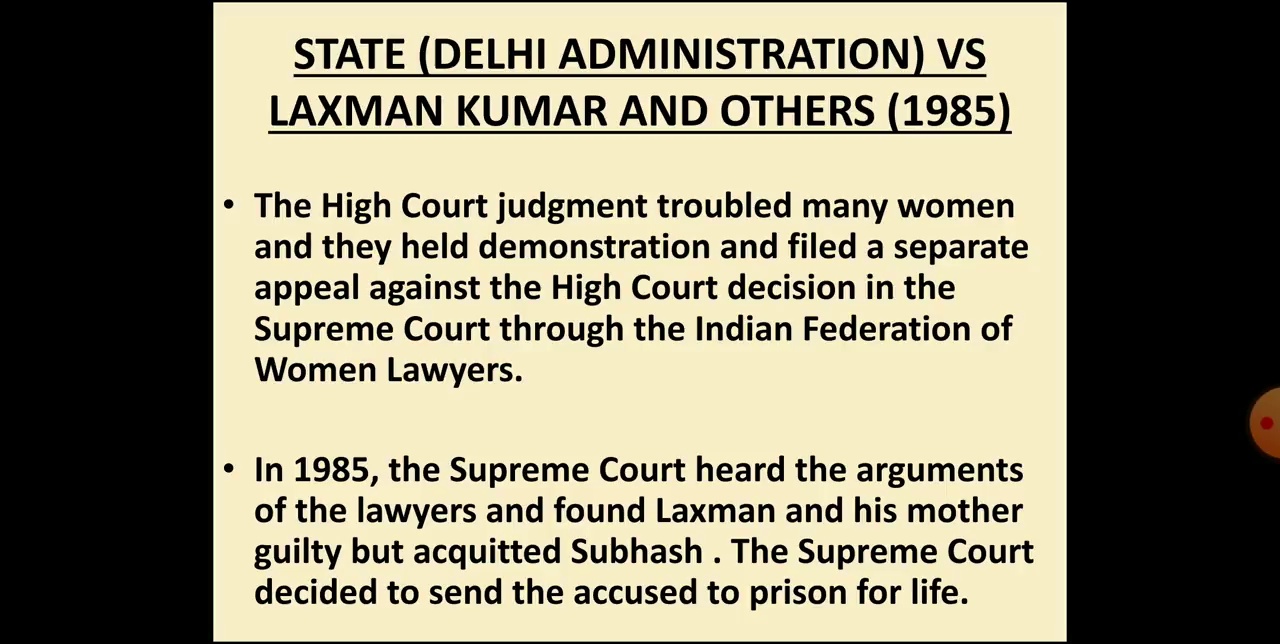 STATE (DELHI ADMINISTRATION) VS
LAXMAN KUMAR AND OTHERS (1985)
• The High Court judgment troubled many women
and they held demonstration and filed a separate
appeal against the High Court decision in the
Supreme Court through the Indian Federation of
Women Lawyers.
• In 1985, the Supreme Court heard the arguments
of the lawyers and found Laxman and his mother
guilty but acquitted Subhash . The Supreme Court
decided to send the accused to prison for life.